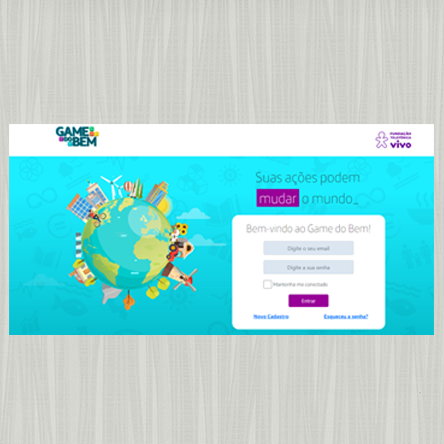 GAME
DO
BEM
FUNDAÇÃO
TELEFÔNICA
vivo
Suas ações podem
mudar o mundo_
Bem-vindo ao Game do Bem!
Digite o seu email
Digite a sua senha
Mantenha-me conectado
Entrar
Novo Cadastro Esqueceu a senha?